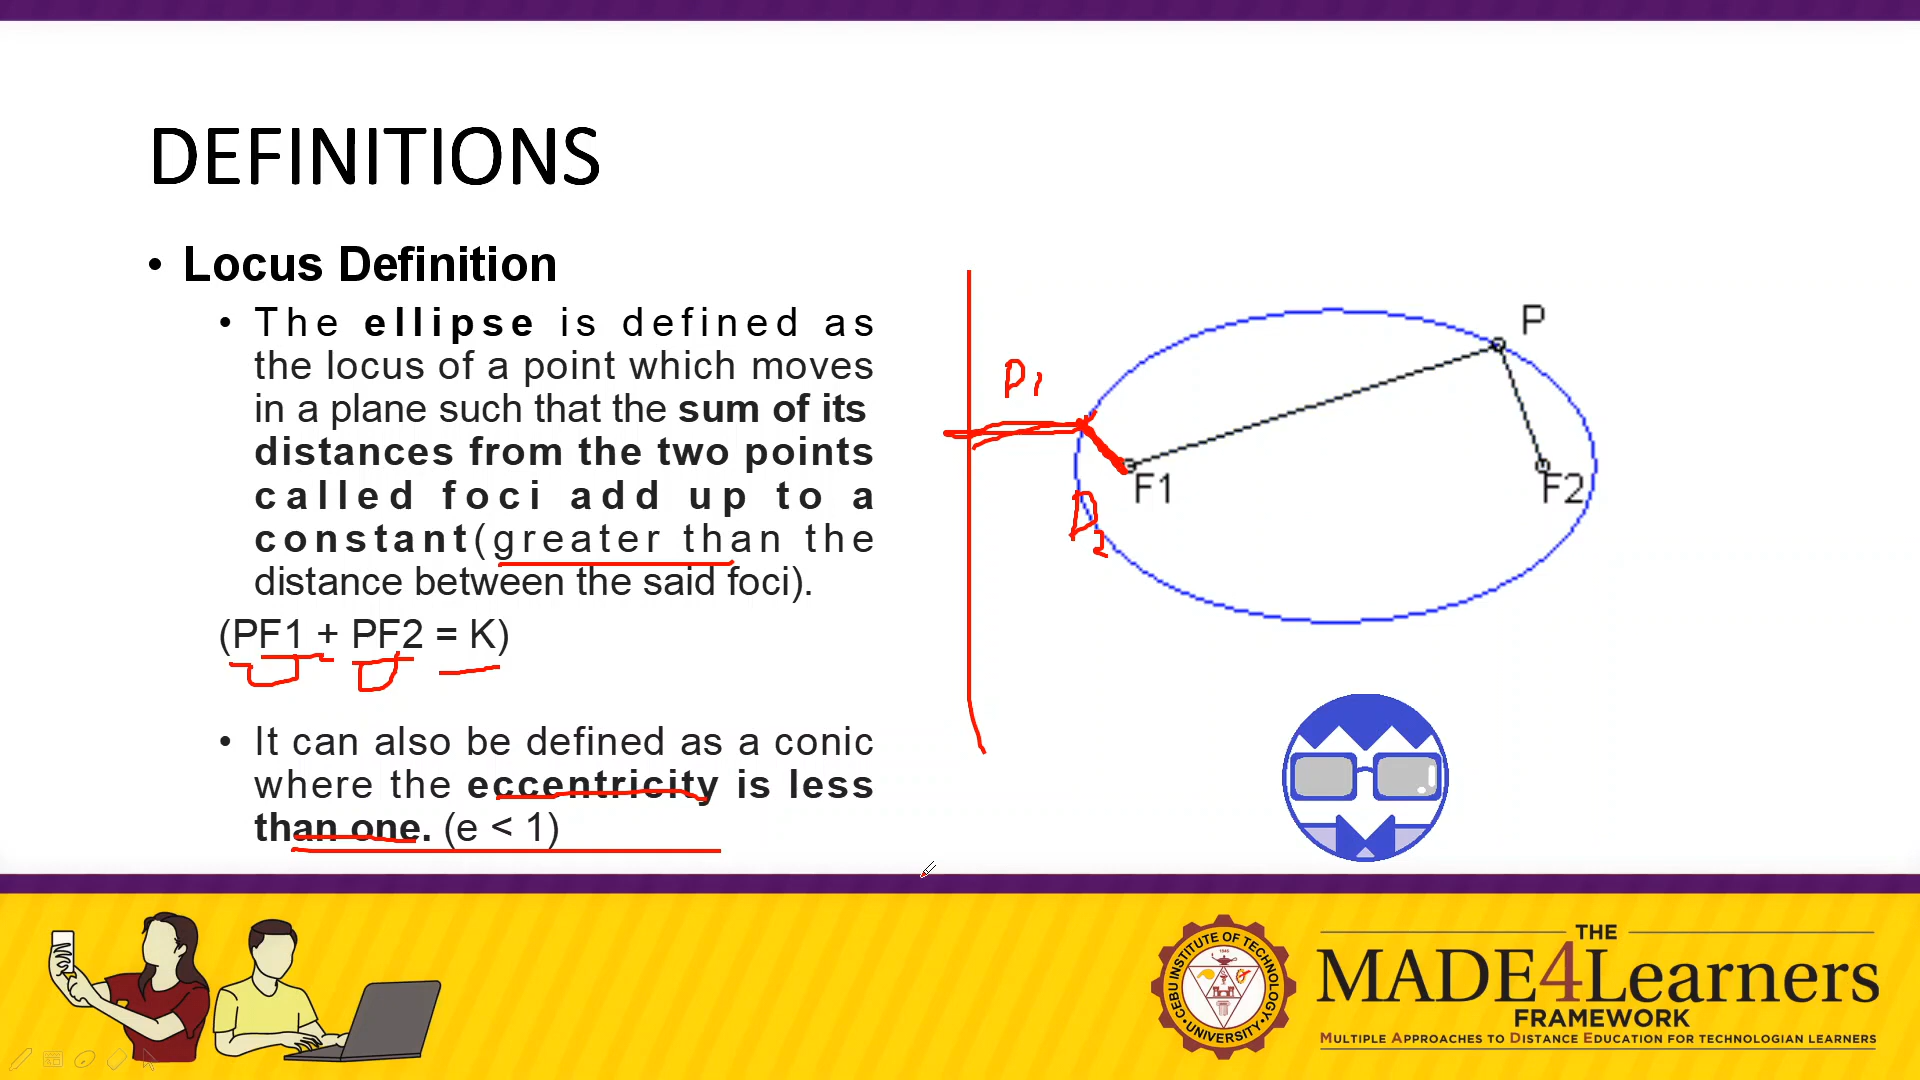 DEFINITIONS
• Locus Definition
• The ellipse is defined as
the locus of a point which moves
in a plane such that the sum of its
distances from the two points
called foci add up to a
constant(greater than the
distance between the said foci).
(PF1 + PF2 = K)
• It can also be defined as a conic
where the eccentricity is less
than one. (e < 1)
P
D1
F1
F2
D2
CEBU INSTITUTE OF TECHNOLOGY
• UNIVERSITY •
1946
THE
MADE4Learners
FRAMEWORK
MULTIPLE APPROACHES TO DISTANCE EDUCATION FOR TECHNOLOGIAN LEARNERS